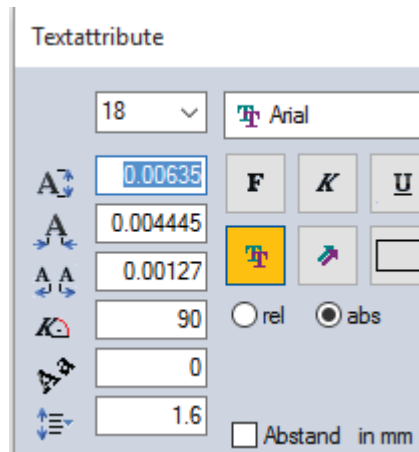 Textattribute
18 Arial
0.00635 F K U
0.004445
0.00127
90 rel abs
0
1.6 Abstand in mm